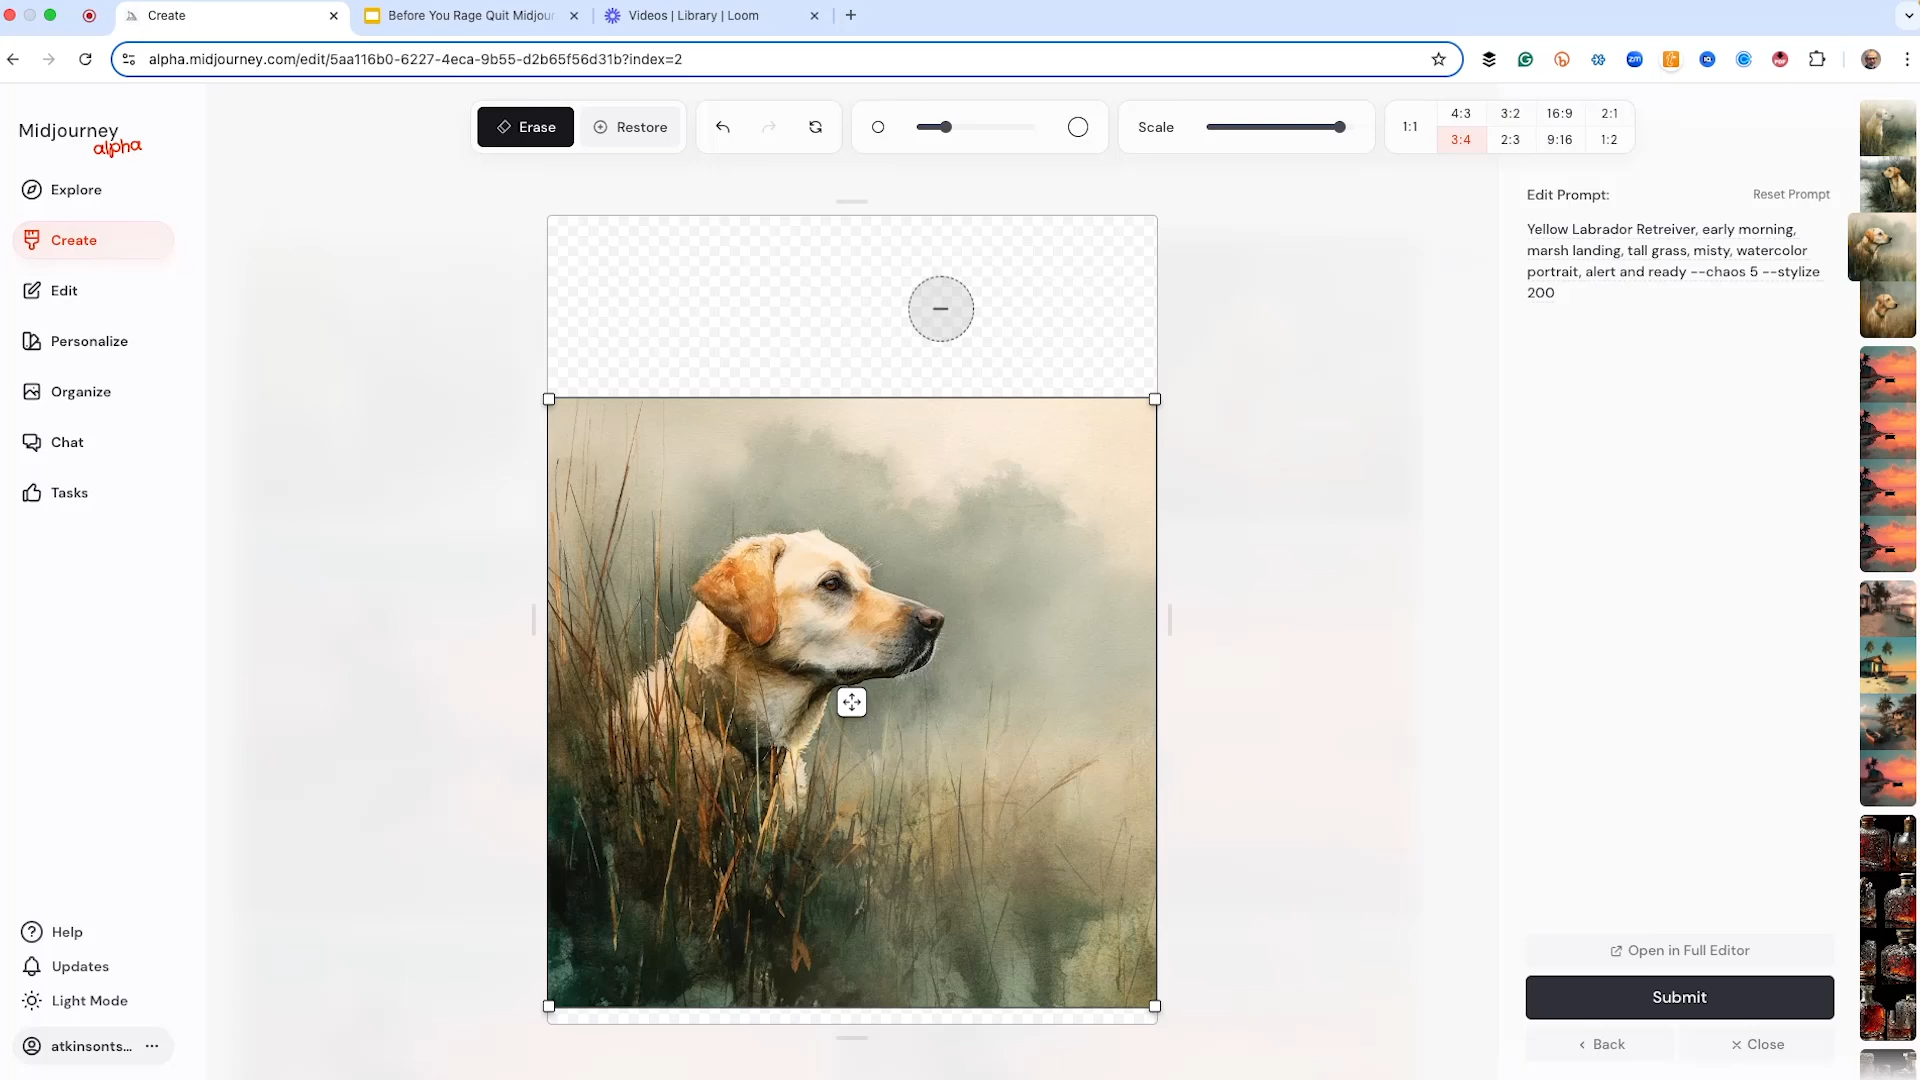 Create
Before You Rage Quit Midjour
Videos | Library | Loom
alpha.midjourney.com/edit/5aa116b0-6227-4eca-9b55-d2b65f56d31b?index=2
Midjourney
alpha
Explore
Create
Edit
Personalize
Organize
Chat
Tasks
Help
Updates
Light Mode
atkinsonts...
Erase
Restore
Scale
1:1
4:3 3:2 16:9 2:1
3:4 2:3 9:16 1:2
Edit Prompt:
Reset Prompt
Yellow Labrador Retreiver, early morning,
marsh landing, tall grass, misty, watercolor
portrait, alert and ready --chaos 5 --stylize
200
Open in Full Editor
Submit
Back
Close